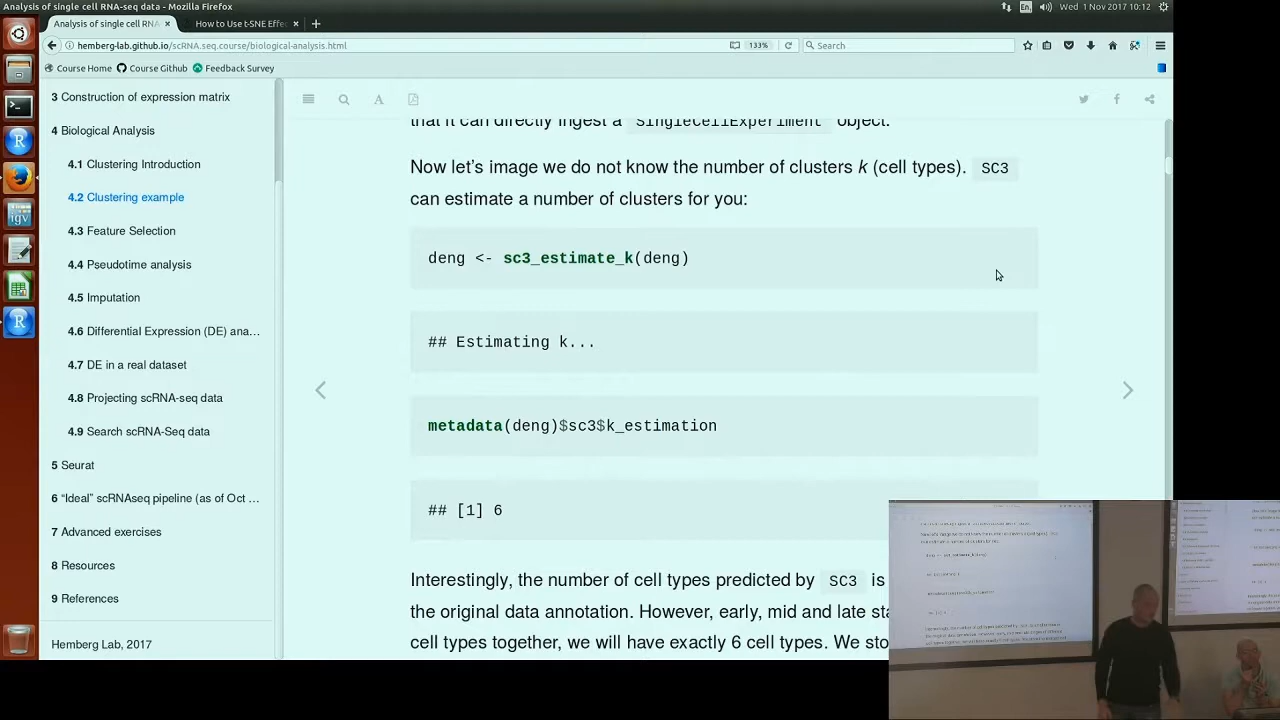 Analysis of single cell RNA-seq data - Mozilla Firefox
En
Wed 1 Nov 2017 10:12
Analysis of single cell RNA
How to Use t-SNE Effec
hemberg-lab.github.io/scRNA.seq.course/biological-analysis.html
133%
Search
Course Home
Course Github
Feedback Survey
3 Construction of expression matrix
4 Biological Analysis
4.1 Clustering Introduction
4.2 Clustering example
4.3 Feature Selection
4.4 Pseudotime analysis
4.5 Imputation
4.6 Differential Expression (DE) ana...
4.7 DE in a real dataset
4.8 Projecting scRNA-seq data
4.9 Search scRNA-Seq data
5 Seurat
6 “Ideal” scRNAseq pipeline (as of Oct ...
7 Advanced exercises
8 Resources
9 References
Hemberg Lab, 2017
A
that it can directly ingest a SingleCellExperiment object.
Now let’s image we do not know the number of clusters k (cell types). SC3
can estimate a number of clusters for you:
deng <- sc3_estimate_k(deng)
## Estimating k...
metadata(deng)$sc3$k_estimation
## [1] 6
Interestingly, the number of cell types predicted by SC3 is
the original data annotation. However, early, mid and late sta
cell types together, we will have exactly 6 cell types. We sto